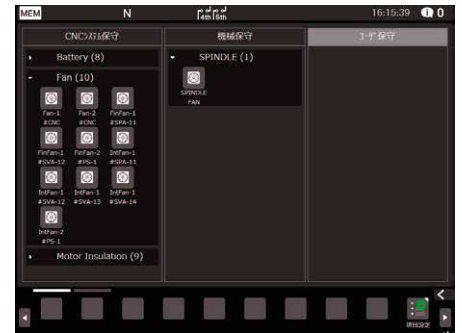 MEM N 16:15:39 0
CNCｼｽﾃﾑ保守 機械保守 ﾕｰｻﾞ保守
Battery (8)
SPINDLE (1)
Fan (10)
SPINDLE
FAN
Fan-1 Fan-2 FinFan-1
#CNC #CNC #SPA-11
FinFan-1 FinFan-2 IntFan-1
#SVA-12 #PS-1 #SPA-11
IntFan-1 IntFan-1 IntFan-1
#SVA-12 #SVA-13 #SVA-14
IntFan-2
#PS-1
Motor Insulation (9)